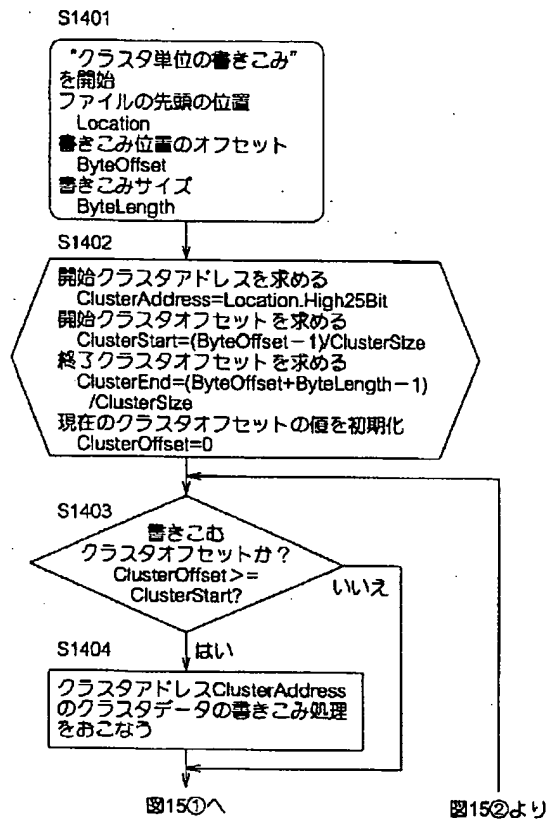 S1401
"クラスタ単位の書きこみ"
を開始
ファイルの先頭の位置
Location
書きこみ位置のオフセット
ByteOffset
書きこみサイズ
ByteLength
S1402
開始クラスタアドレスを求める
ClusterAddress=Location.High25Bit
開始クラスタオフセットを求める
ClusterStart=(ByteOffset－1)/ClusterSize
終了クラスタオフセットを求める
ClusterEnd=(ByteOffset+ByteLength－1)
/ClusterSize
現在のクラスタオフセットの値を初期化
ClusterOffset=0
S1403
書きこむ
クラスタオフセットか？
ClusterOffset>=
ClusterStart?
いいえ
はい
S1404
クラスタアドレスClusterAddress
のクラスタデータの書きこみ処理
をおこなう
図15①へ
図15②より